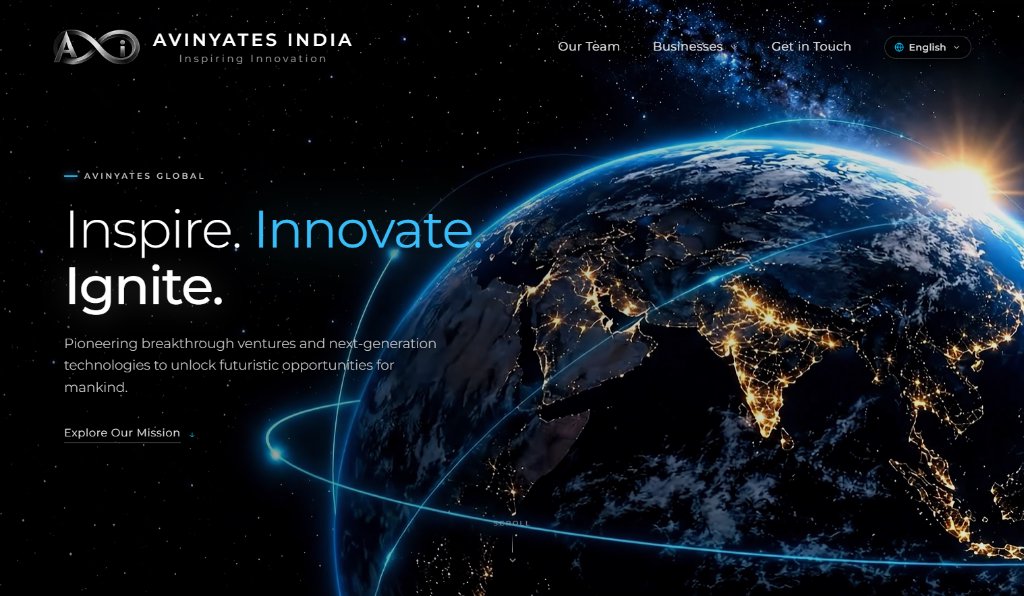 AVINYATES INDIA
Inspiring Innovation
Our Team
Businesses
Get in Touch
English
AVINYATES GLOBAL
Inspire. Innovate.
Ignite.
Pioneering breakthrough ventures and next-generation
technologies to unlock futuristic opportunities for
mankind.
Explore Our Mission
SCROLL